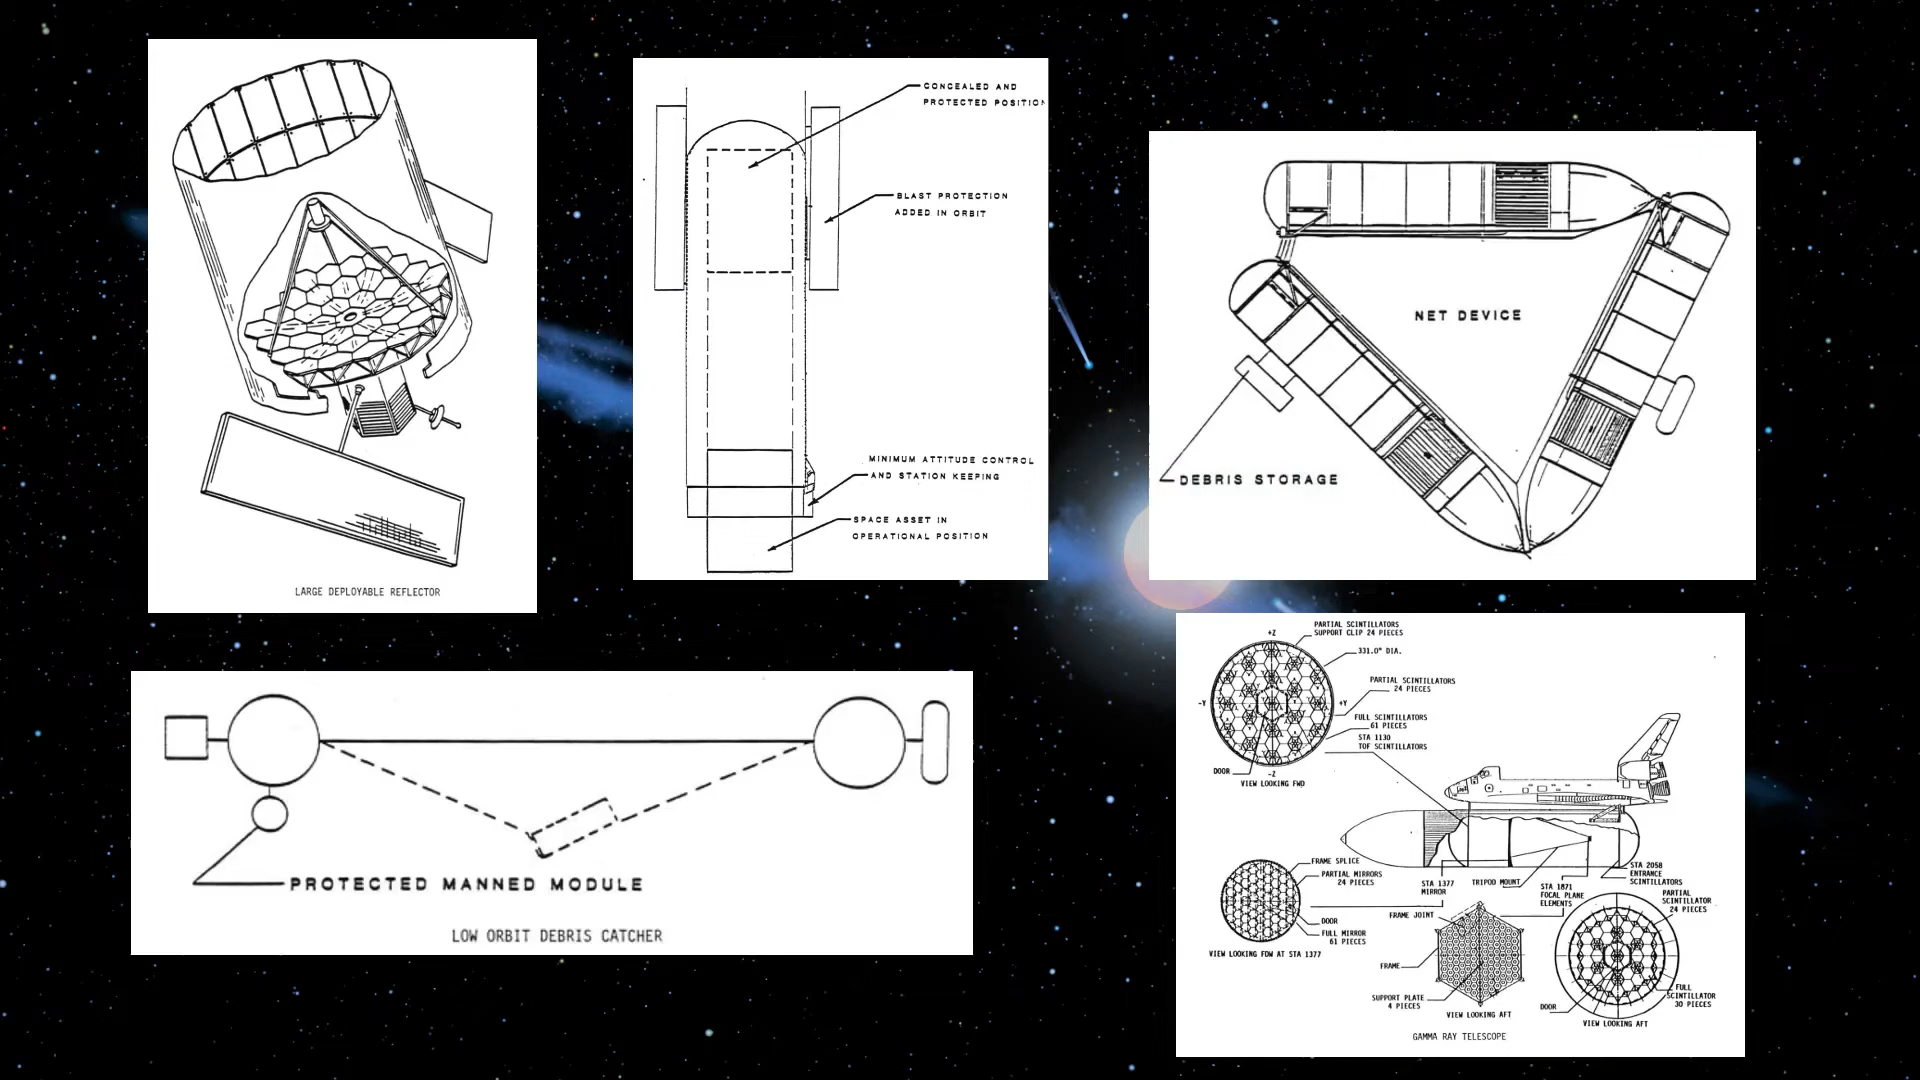 LARGE DEPLOYABLE REFLECTOR
CONCEALED AND
PROTECTED POSITION
BLAST PROTECTION
ADDED IN ORBIT
MINIMUM ATTITUDE CONTROL
AND STATION KEEPING
SPACE ASSET IN
OPERATIONAL POSITION
NET DEVICE
DEBRIS STORAGE
PROTECTED MANNED MODULE
LOW ORBIT DEBRIS CATCHER
PARTIAL SCINTILLATORS
SUPPORT CLIP 24 PIECES
+Z
331.0" DIA.
PARTIAL SCINTILLATORS
24 PIECES
-Y
+Y
FULL SCINTILLATORS
61 PIECES
STA 1130
TOF SCINTILLATORS
DOOR
-Z
VIEW LOOKING FWD
FRAME SPLICE
PARTIAL MIRRORS
24 PIECES
DOOR
FULL MIRROR
61 PIECES
VIEW LOOKING FDW AT STA 1377
STA 1377
MIRROR
TRIPOD MOUNT
STA 1871
FOCAL PLANE
ELEMENTS
STA 2058
ENTRANCE
SCINTILLATORS
PARTIAL
SCINTILLATOR
24 PIECES
FRAME JOINT
FRAME
SUPPORT PLATE
4 PIECES
VIEW LOOKING AFT
DOOR
FULL
SCINTILLATOR
30 PIECES
VIEW LOOKING AFT
GAMMA RAY TELESCOPE